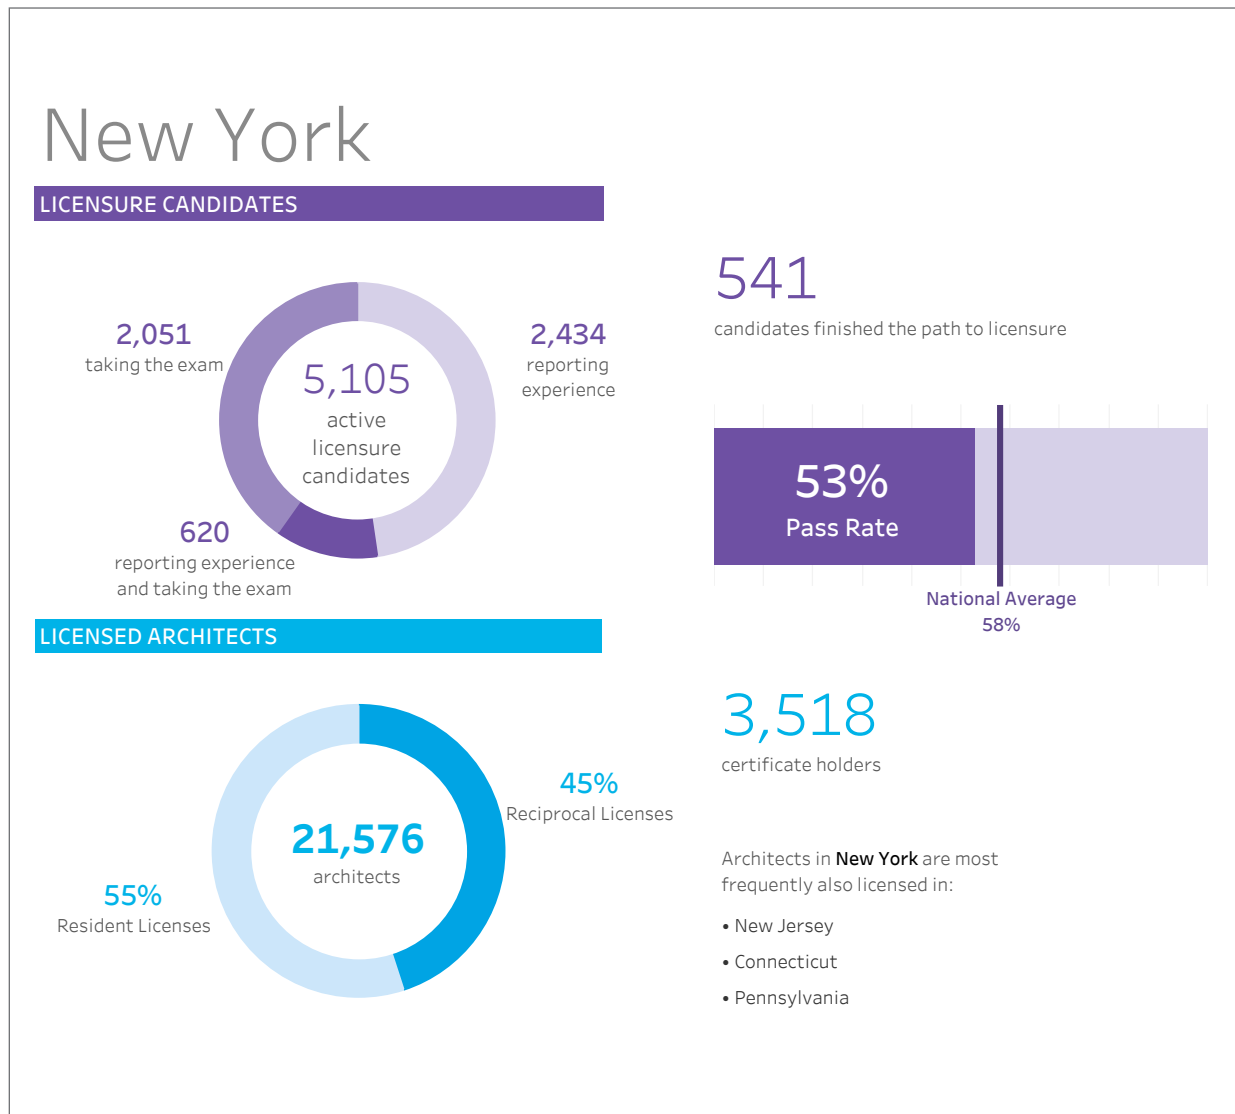 New York
LICENSURE CANDIDATES
2,051
taking the exam
5,105
active
licensure
candidates
2,434
reporting
experience
620
reporting experience
and taking the exam
541
candidates finished the path to licensure
53%
Pass Rate
National Average
58%
LICENSED ARCHITECTS
21,576
architects
45%
Reciprocal Licenses
55%
Resident Licenses
3,518
certificate holders
Architects in New York are most
frequently also licensed in:
• New Jersey
• Connecticut
• Pennsylvania